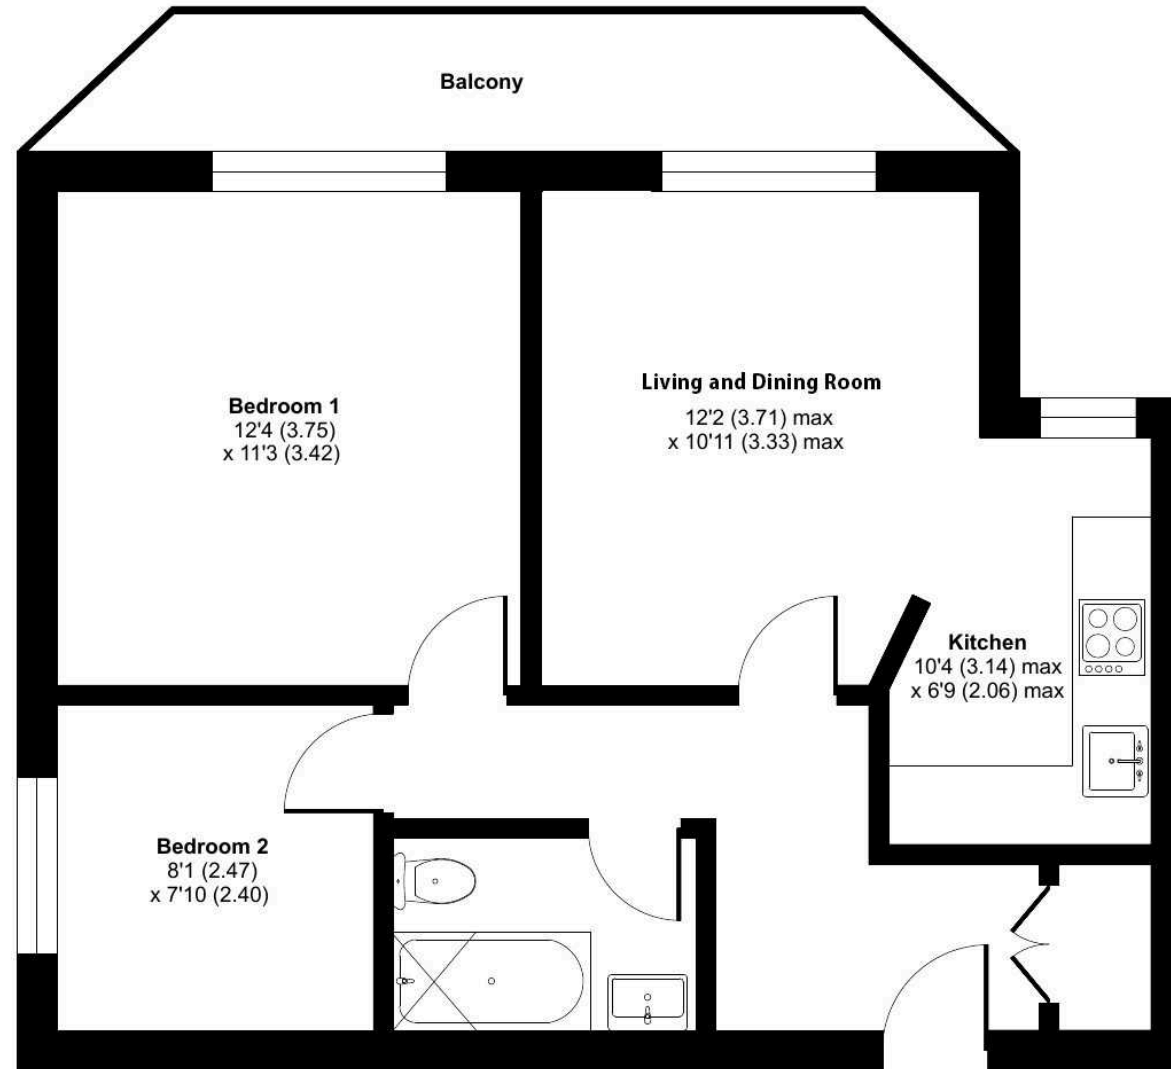 Balcony
Bedroom 1
12'4 (3.75)
x 11'3 (3.42)
Living and Dining Room
12'2 (3.71) max
x 10'11 (3.33) max
Kitchen
10'4 (3.14) max
x 6'9 (2.06) max
Bedroom 2
8'1 (2.47)
x 7'10 (2.40)